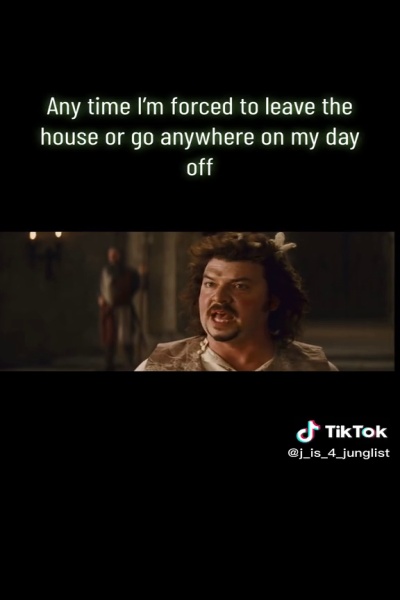 Any time I'm forced to leave the
house or go anywhere on my day
off
TikTok
@j_is_4_junglist